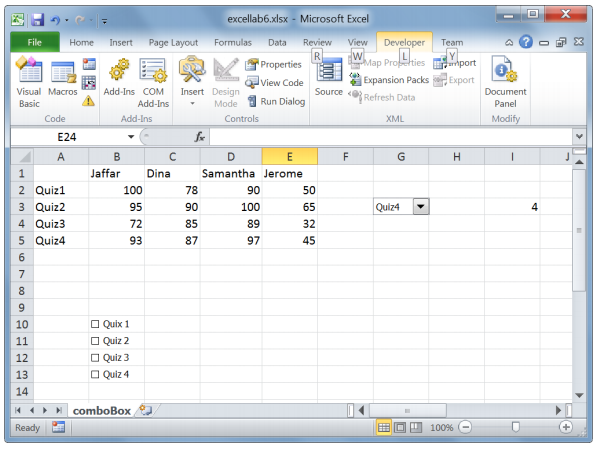 excellab6.xlsx - Microsoft Excel
File Home Insert Page Layout Formulas Data Review View Developer Team
R W L Y
Visual Basic
Macros
Add-Ins
COM Add-Ins
Insert
Design Mode
Properties
View Code
Run Dialog
Source
Map Properties
Expansion Packs
Refresh Data
Import
Export
Document Panel
Code Add-Ins Controls XML Modify
E24 fx
A B C D E F G H I J
1 Jaffar Dina Samantha Jerome
2 Quiz1 100 78 90 50
3 Quiz2 95 90 100 65 Quiz4 4
4 Quiz3 72 85 89 32
5 Quiz4 93 87 97 45
6
7
8
9
10 Quix 1
11 Quiz 2
12 Quiz 3
13 Quiz 4
14
comboBox
Ready 100%